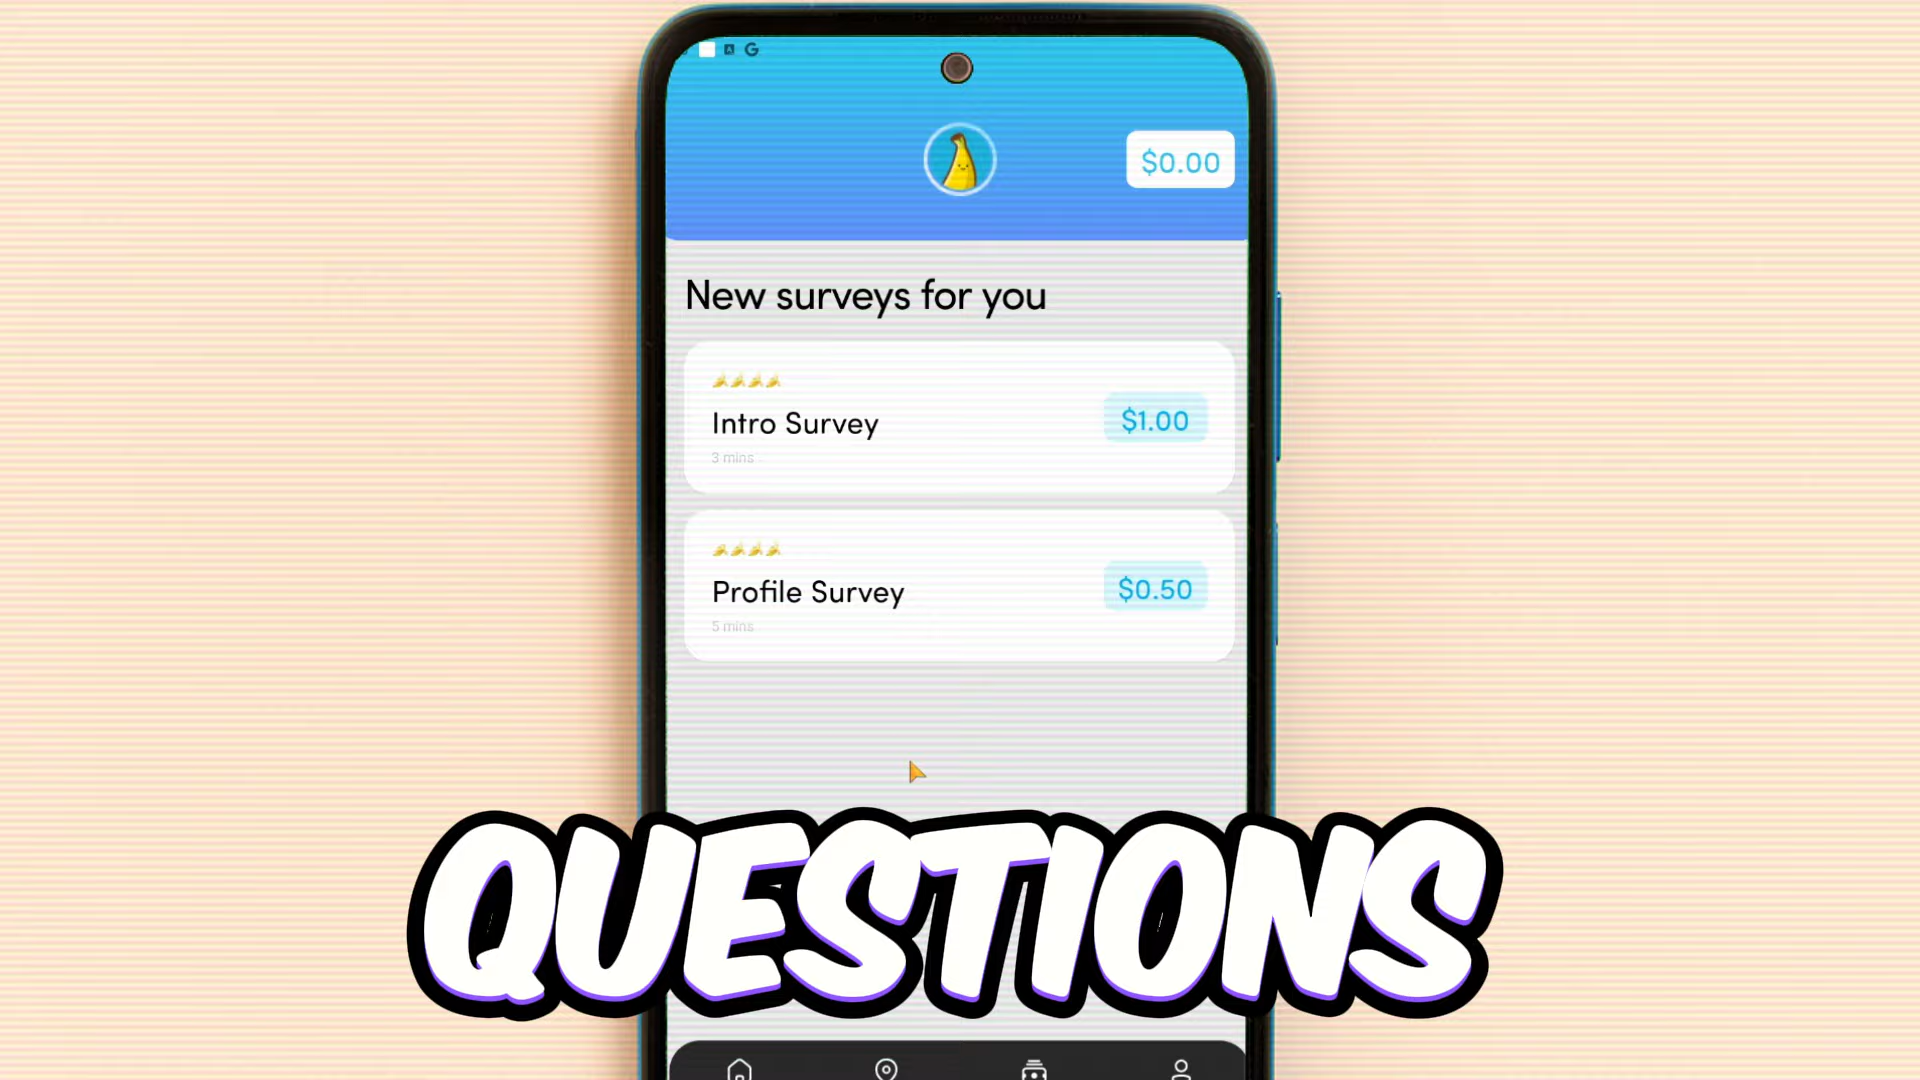 $0.00
New surveys for you
Intro Survey
$1.00
3 mins
Profile Survey
$0.50
5 mins
QUESTIONS